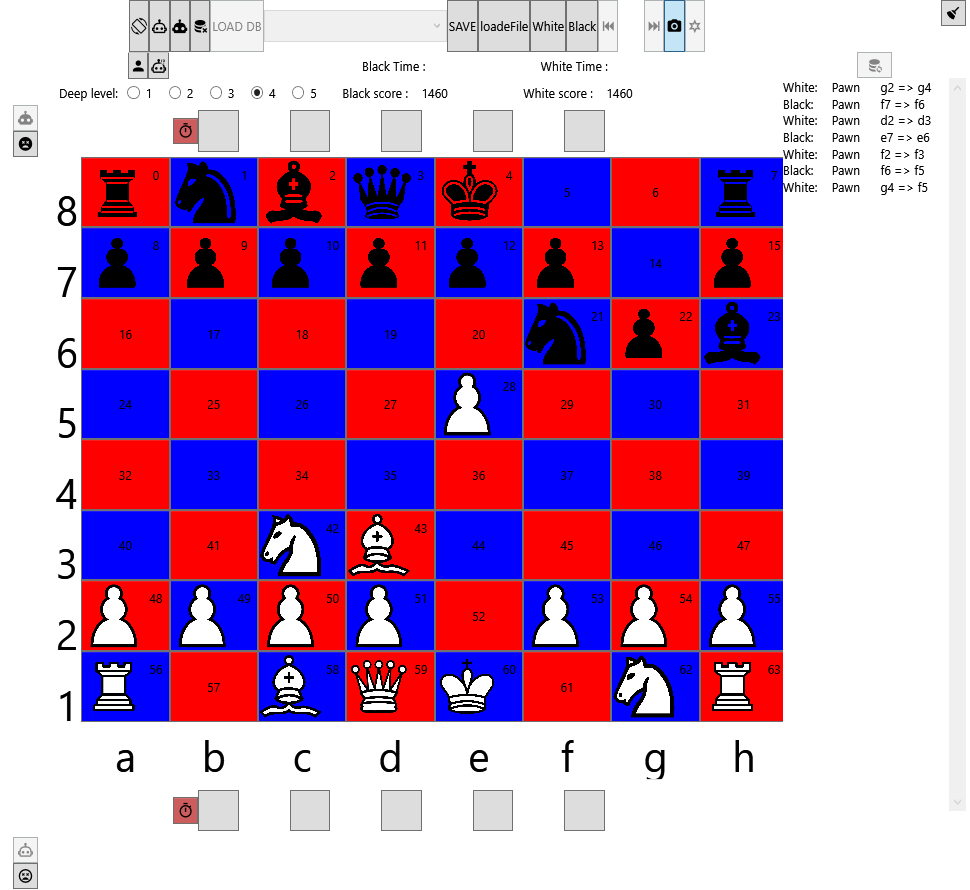 LOAD DB SAVE loadeFile White Black
Black Time : White Time :
Deep level: 1 2 3 4 5 Black score : 1460 White score : 1460
White: Pawn g2 => g4
Black: Pawn f7 => f6
White: Pawn d2 => d3
Black: Pawn e7 => e6
White: Pawn f2 => f3
Black: Pawn f6 => f5
White: Pawn g4 => f5
8 0 1 2 3 4 5 6 7
7 8 9 10 11 12 13 14 15
6 16 17 18 19 20 21 22 23
5 24 25 26 27 28 29 30 31
4 32 33 34 35 36 37 38 39
3 40 41 42 43 44 45 46 47
2 48 49 50 51 52 53 54 55
1 56 57 58 59 60 61 62 63
a b c d e f g h